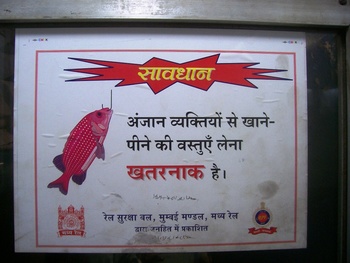 सावधान
अंजान व्यक्तियों से खाने-
पीने की वस्तुएँ लेना
खतरनाक है।
रेल सुरक्षा बल, मुम्बई मण्डल, मध्य रेल
द्वारा जनहित में प्रकाशित